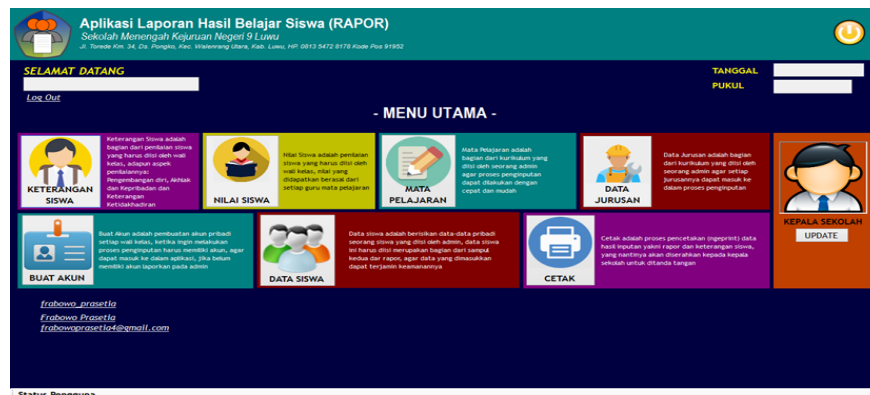 Aplikasi Laporan Hasil Belajar Siswa (RAPOR)
Sekolah Menengah Kejuruan Negeri 9 Luwu
Jl. Torede Km. 34, Ds. Pongko, Kec. Walenrang Utara, Kab. Luwu, HP. 0813 5472 8178 Kode Pos 91952
SELAMAT DATANG
TANGGAL
PUKUL
Log Out
- MENU UTAMA -
KETERANGAN
SISWA
Keterangan Siswa adalah
bagian dari penilaian siswa
yang harus diisi oleh wali
kelas, adapun aspek
penilaiannya:
Pengembangan diri, Akhlak
dan Kepribadan dan
Keterangan
Ketidakhadiran
NILAI SISWA
Nilai Siswa adalah penilaian
siswa yang harus diisi oleh
wali kelas, nilai yang
didapatkan berasal dari
setiap guru mata pelajaran
MATA
PELAJARAN
Mata Pelajaran adalah
bagian dari kurikulum yang
diisi oleh seorang admin
agar proses penginputan
dapat dilakukan dengan
cepat dan mudah
DATA
JURUSAN
Data Jurusan adalah bagian
dari kurikulum yang diisi oleh
seorang admin agar setiap
jurusannya dapat masuk ke
dalam proses penginputan
KEPALA SEKOLAH
UPDATE
BUAT AKUN
Buat Akun adalah pembuatan akun pribadi
setiap wali kelas, ketika ingin melakukan
proses penginputan harus memiliki akun, agar
dapat masuk ke dalam aplikasi, jika belum
memiliki akun laporkan pada admin
DATA SISWA
Data siswa adalah berisikan data-data pribadi
seorang siswa yang diisi oleh admin, data siswa
ini harus diisi merupakan bagian dari sampul
kedua dar rapor, agar data yang dimasukkan
dapat terjamin keamanannya
CETAK
Cetak adalah proses pencetakan (ngeprint) data
hasil inputan yakni rapor dan keterangan siswa,
yang nantinya akan diserahkan kepada kepala
sekolah untuk ditanda tangan
frabowo_prasetia
Frabowo Prasetia
frabowoprasetia4@gmail.com
Status Pengguna